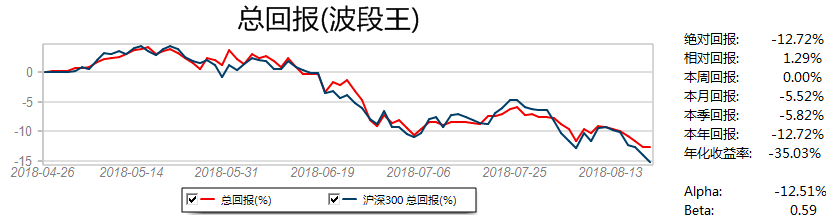 总回报(波段王)
0
-5
-10
-15
2018-04-26 2018-05-14 2018-05-31 2018-06-19 2018-07-06 2018-07-25 2018-08-13
总回报(%) 沪深300 总回报(%)
绝对回报: -12.72%
相对回报: 1.29%
本周回报: 0.00%
本月回报: -5.52%
本季回报: -5.82%
本年回报: -12.72%
年化收益率: -35.03%
Alpha: -12.51%
Beta: 0.59